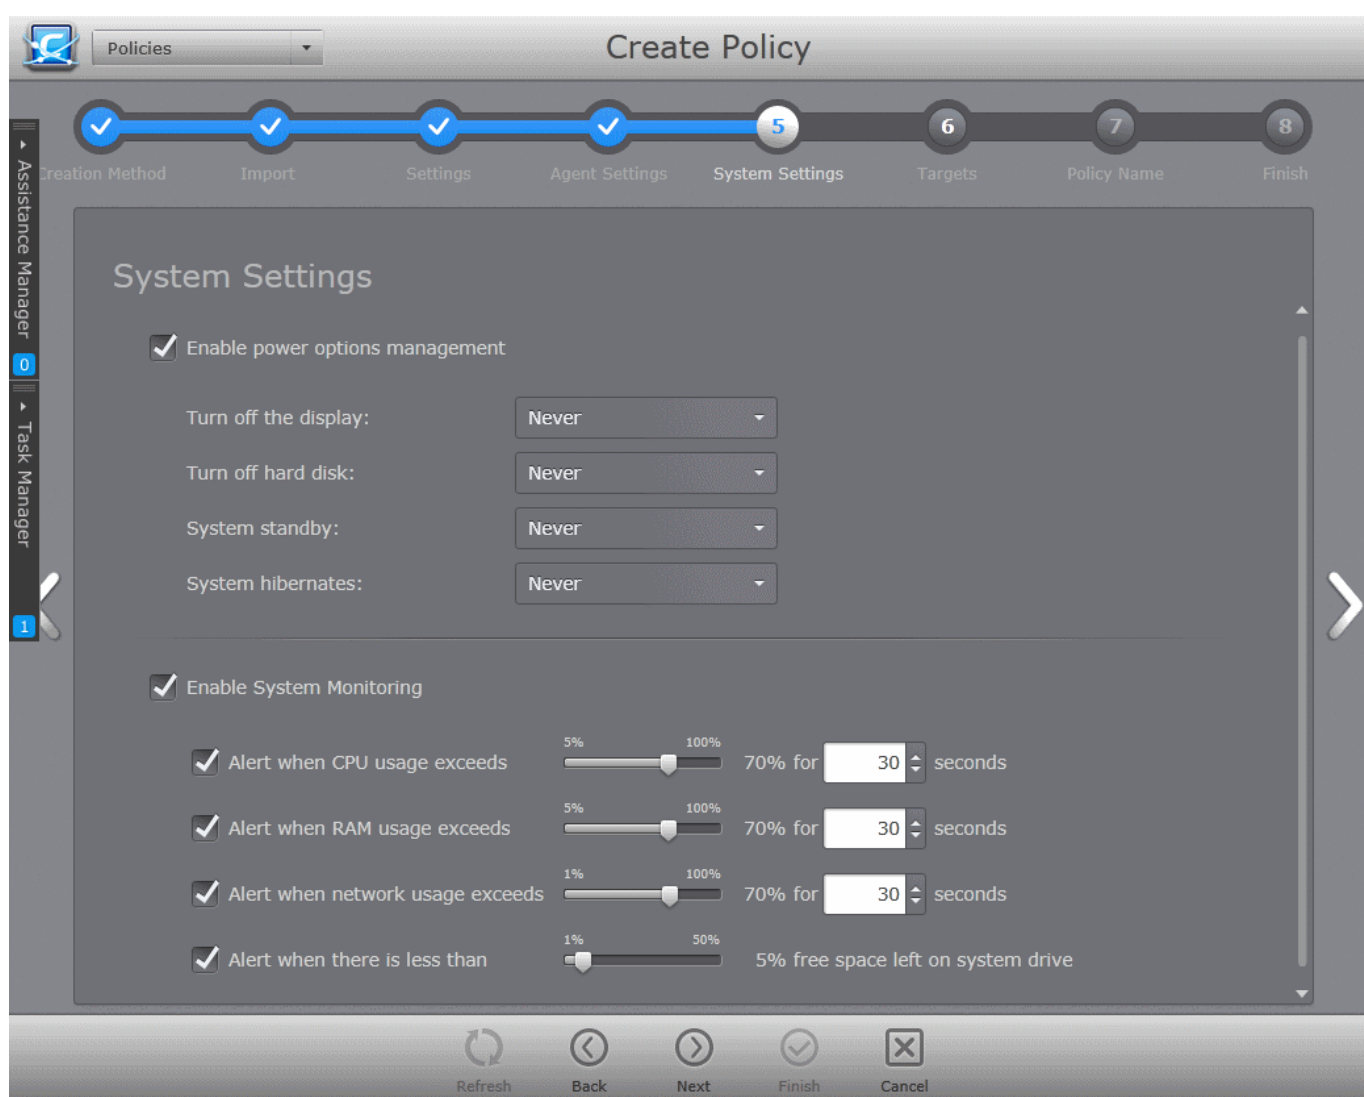 Policies
Create Policy
5
6
7
8
Creation Method
Import
Settings
Agent Settings
System Settings
Targets
Policy Name
Finish
Assistance Manager
0
Task Manager
1
System Settings
Enable power options management
Turn off the display: Never
Turn off hard disk: Never
System standby: Never
System hibernates: Never
Enable System Monitoring
5% 100%
Alert when CPU usage exceeds 70% for 30 seconds
5% 100%
Alert when RAM usage exceeds 70% for 30 seconds
1% 100%
Alert when network usage exceeds 70% for 30 seconds
1% 50%
Alert when there is less than 5% free space left on system drive
Refresh
Back
Next
Finish
Cancel